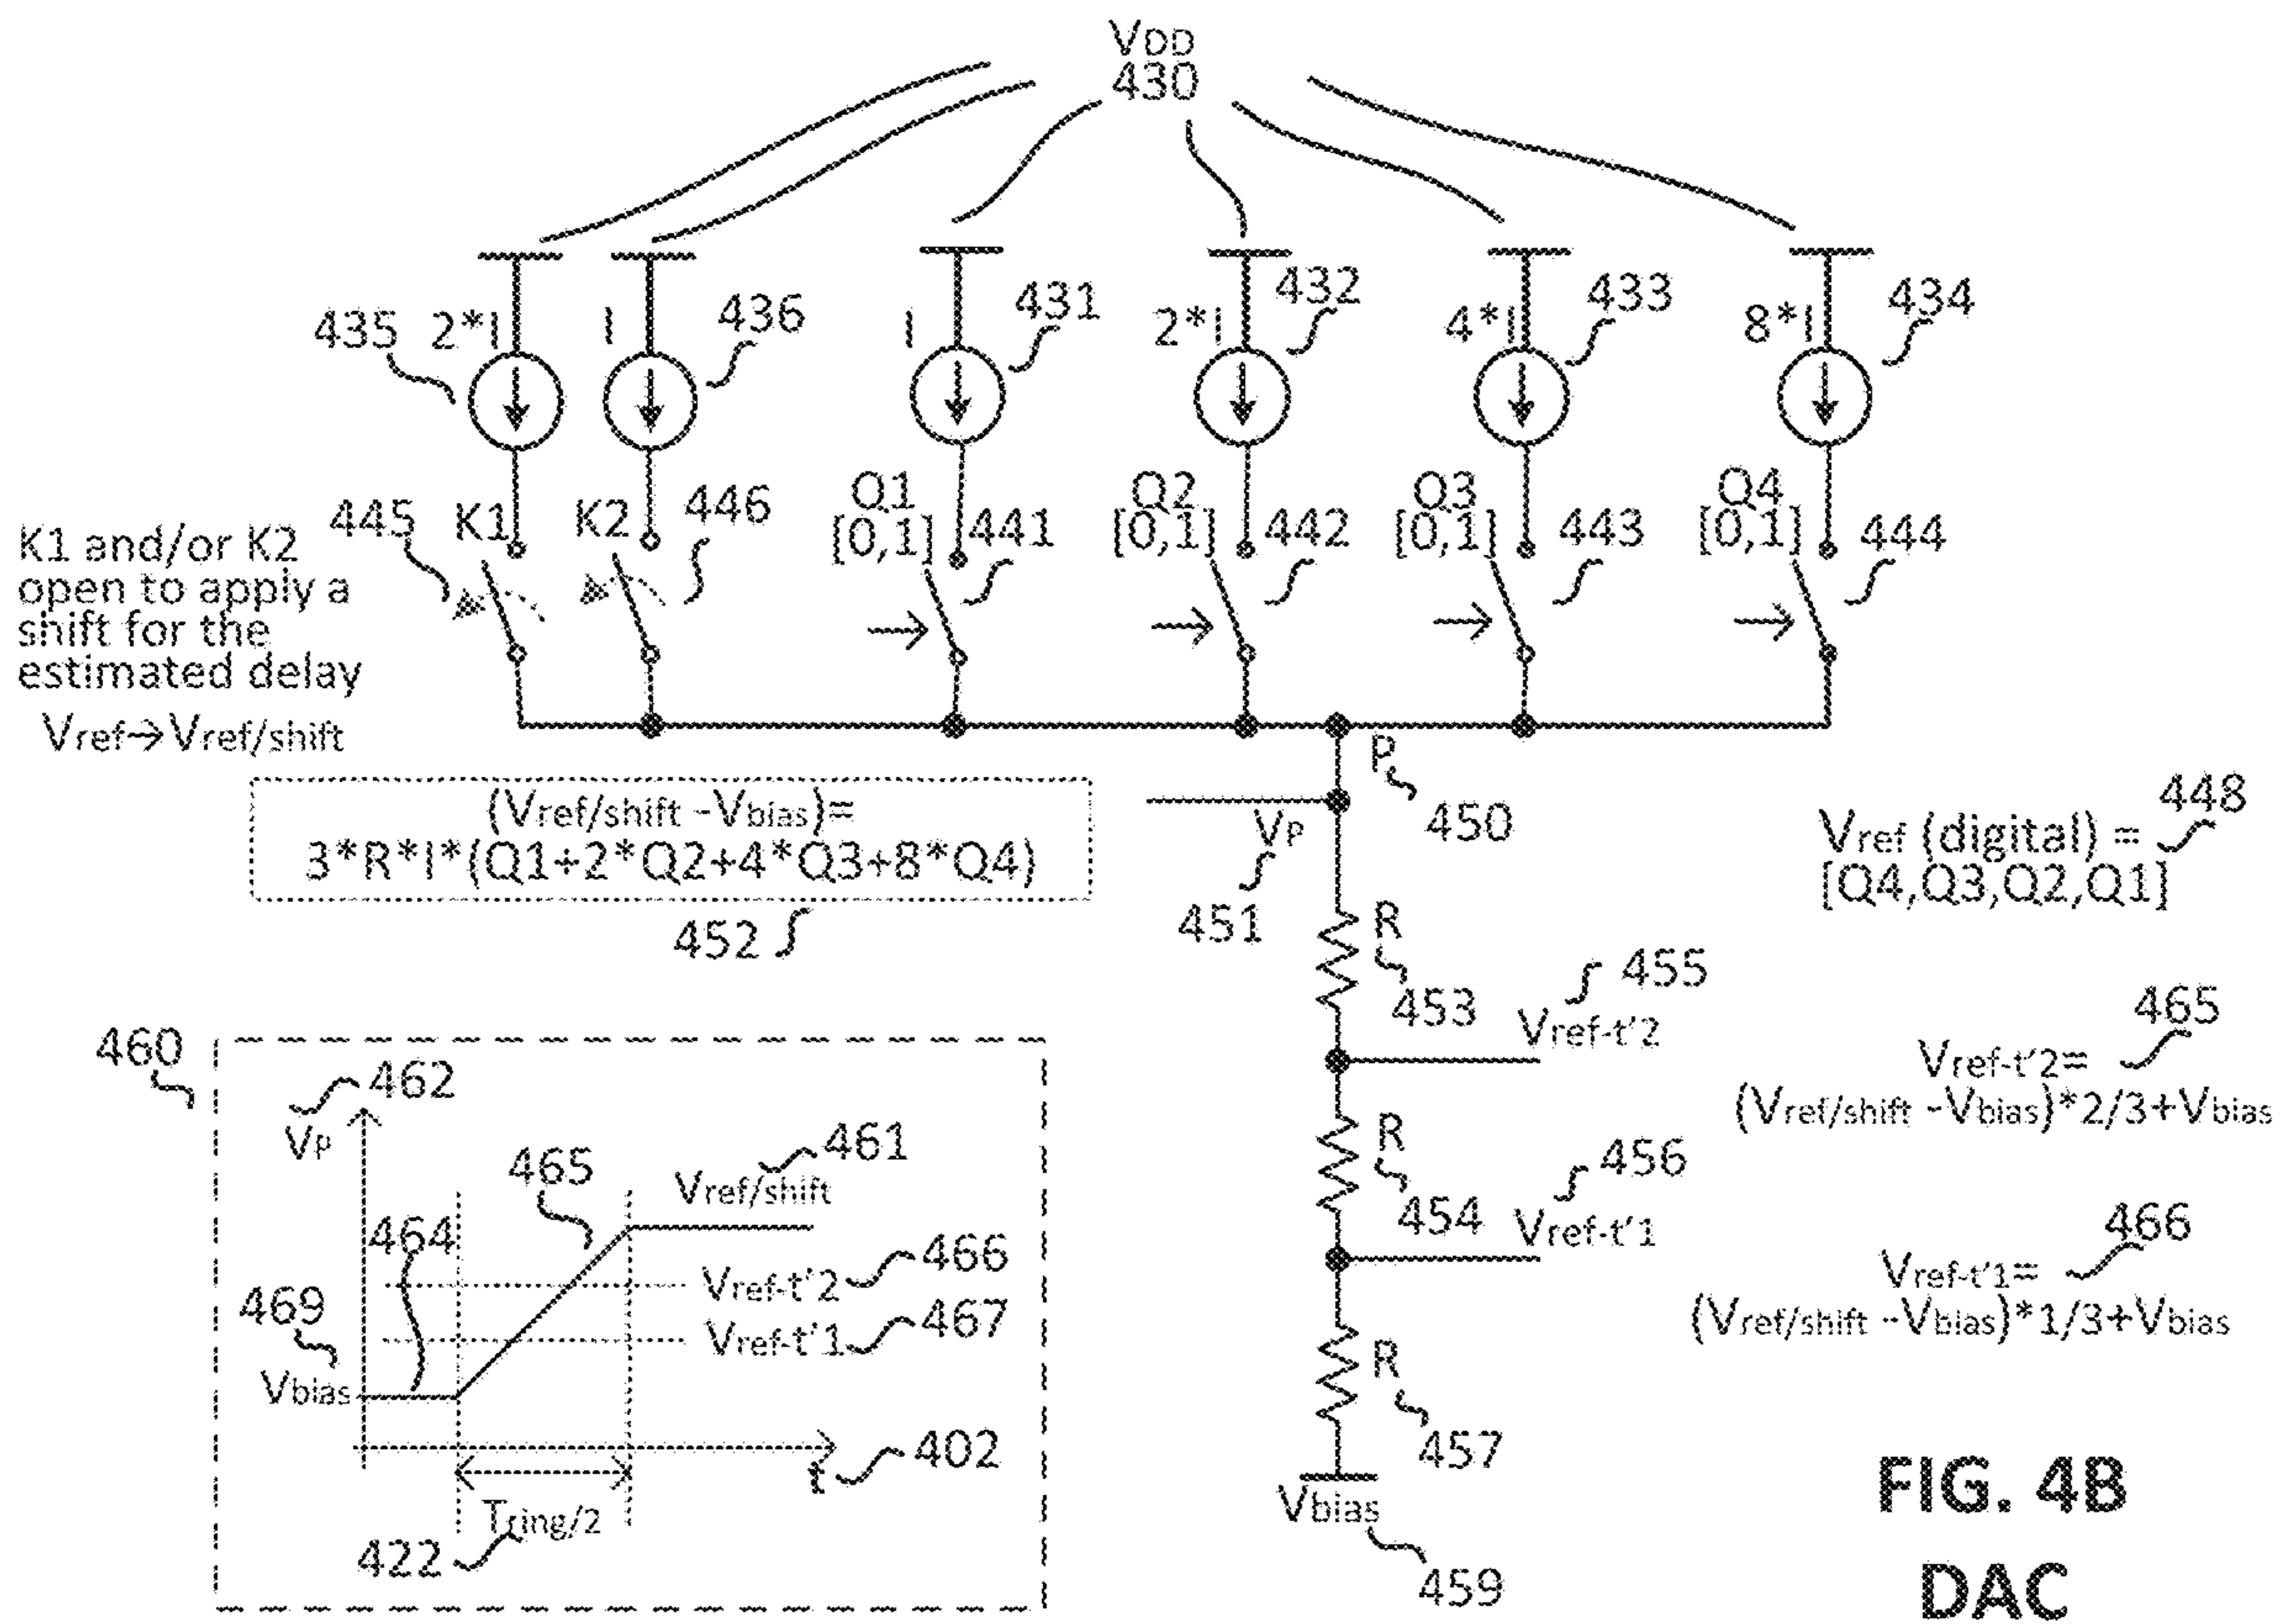 VDD
430
435 2*I
I 436
I 431
2*I 432
4*I 433
8*I 434
K1 and/or K2
open to apply a
shift for the
estimated delay
Vref→Vref/shift
445 K1
K2 446
Q1
[0,1] 441
Q2
[0,1] 442
Q3
[0,1] 443
Q4
[0,1] 444
P
450
VP
451
(Vref/shift -Vbias)=
3*R*I*(Q1+2*Q2+4*Q3+8*Q4)
452
448
Vref (digital) =
[Q4,Q3,Q2,Q1]
R
453
455
Vref-t'2
465
Vref-t'2=
(Vref/shift -Vbias)*2/3+Vbias
R
454
456
Vref-t'1
466
Vref-t'1=
(Vref/shift -Vbias)*1/3+Vbias
R
457
Vbias
459
460
462
VP
461
Vref/shift
465
464
466
Vref-t'2
467
Vref-t'1
469
Vbias
402
t
Tring/2
422
FIG. 4B
DAC